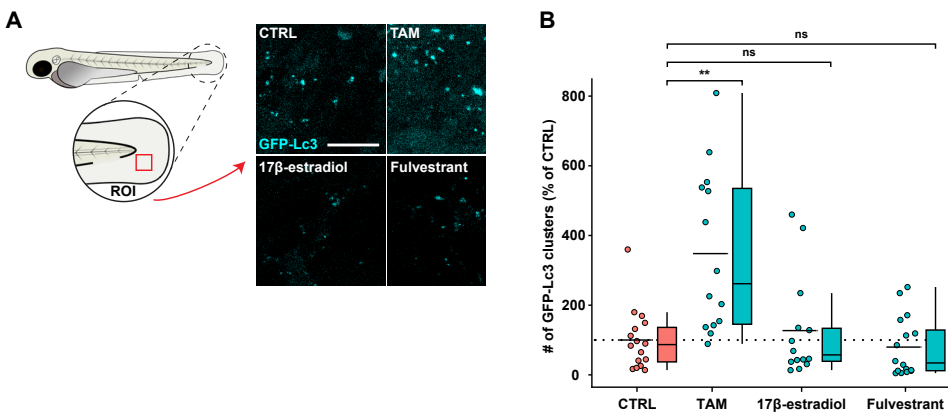 A
CTRL
TAM
GFP-Lc3
17β-estradiol
Fulvestrant
ROI
B
ns
ns
**
# of GFP-Lc3 clusters (% of CTRL)
800
600
400
200
100
0
CTRL
TAM
17β-estradiol
Fulvestrant